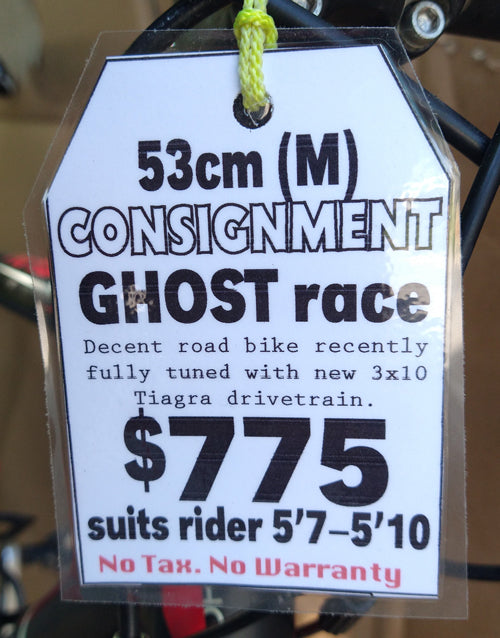 53cm (M)
CONSIGNMENT
GHOST race
Decent road bike recently
fully tuned with new 3x10
Tiagra drivetrain.
$775
suits rider 5'7-5'10
No Tax. No Warranty